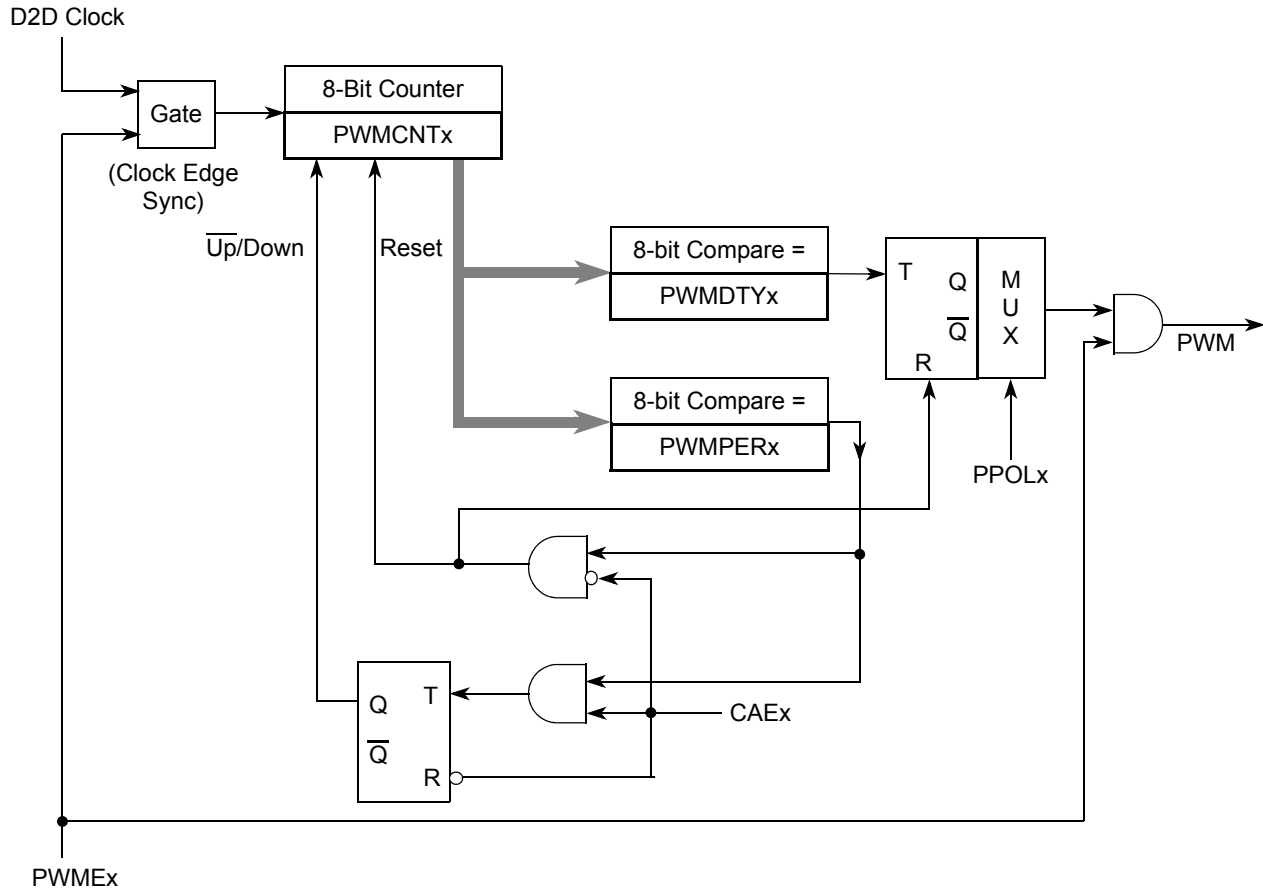 D2D Clock
Gate
(Clock Edge
Sync)
8-Bit Counter
PWMCNTx
U̅p̅/Down
Reset
8-bit Compare =
PWMDTYx
T
Q
Q̅
R
M
U
X
PWM
8-bit Compare =
PWMPERx
PPOLx
Q
T
Q̅
R
CAEx
PWMEx